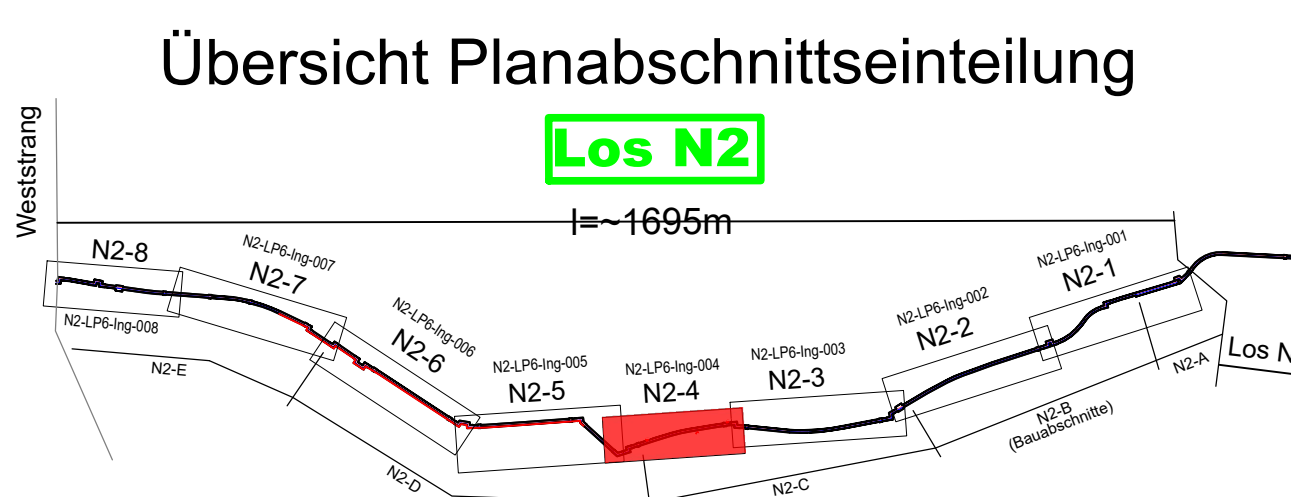 Übersicht Planabschnittseinteilung
Los N2
Weststrang
l=~1695m
N2-8
N2-LP6-Ing-008
N2-LP6-Ing-007
N2-7
N2-LP6-Ing-006
N2-6
N2-LP6-Ing-005
N2-5
N2-LP6-Ing-004
N2-4
N2-LP6-Ing-003
N2-3
N2-LP6-Ing-002
N2-2
N2-LP6-Ing-001
N2-1
N2-E
N2-D
N2-C
N2-B
(Bauabschnitte)
N2-A
Los N